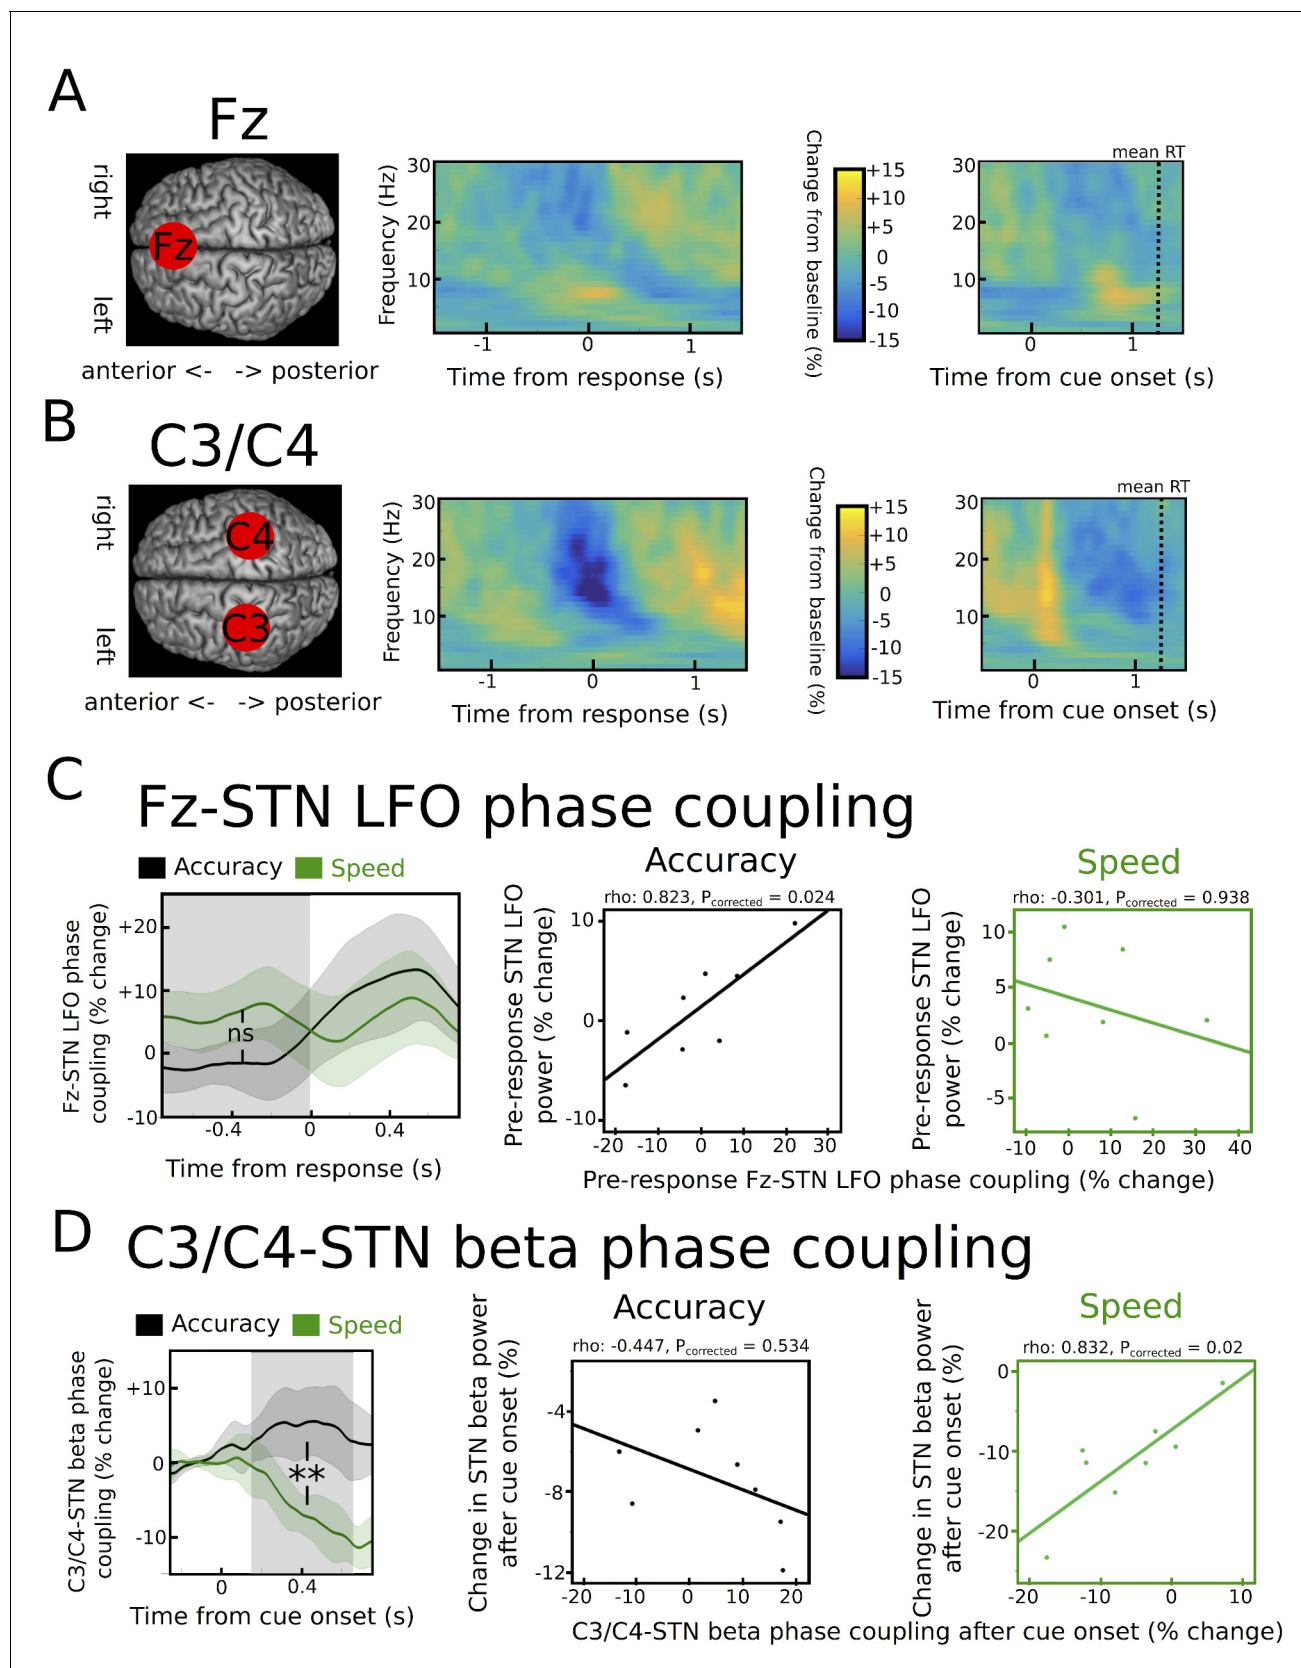 A
Fz
right
left
Fz
anterior <- -> posterior
Frequency (Hz)
30
20
10
-1 0 1
Time from response (s)
Change from baseline (%)
+15
+10
+5
0
-5
-10
-15
mean RT
30
20
10
0 1
Time from cue onset (s)
B
C3/C4
right
left
C4
C3
anterior <- -> posterior
Frequency (Hz)
30
20
10
-1 0 1
Time from response (s)
Change from baseline (%)
+15
+10
+5
0
-5
-10
-15
mean RT
30
20
10
0 1
Time from cue onset (s)
C
Fz-STN LFO phase coupling
Accuracy Speed
Fz-STN LFO phase
coupling (% change)
+20
+10
0
-10
ns
-0.4 0 0.4
Time from response (s)
Accuracy
rho: 0.823, Pcorrected = 0.024
Pre-response STN LFO
power (% change)
10
0
-10
-20 -10 0 10 20 30
Speed
rho: -0.301, Pcorrected = 0.938
Pre-response STN LFO
power (% change)
10
5
0
-5
-10 0 10 20 30 40
Pre-response Fz-STN LFO phase coupling (% change)
D
C3/C4-STN beta phase coupling
Accuracy Speed
C3/C4-STN beta phase
coupling (% change)
+10
0
-10
**
0 0.4
Time from cue onset (s)
Accuracy
rho: -0.447, Pcorrected = 0.534
Change in STN beta power
after cue onset (%)
-4
-8
-12
-20 -10 0 10 20
Speed
rho: 0.832, Pcorrected = 0.02
Change in STN beta power
after cue onset (%)
0
-10
-20
-20 -10 0 10
C3/C4-STN beta phase coupling after cue onset (% change)